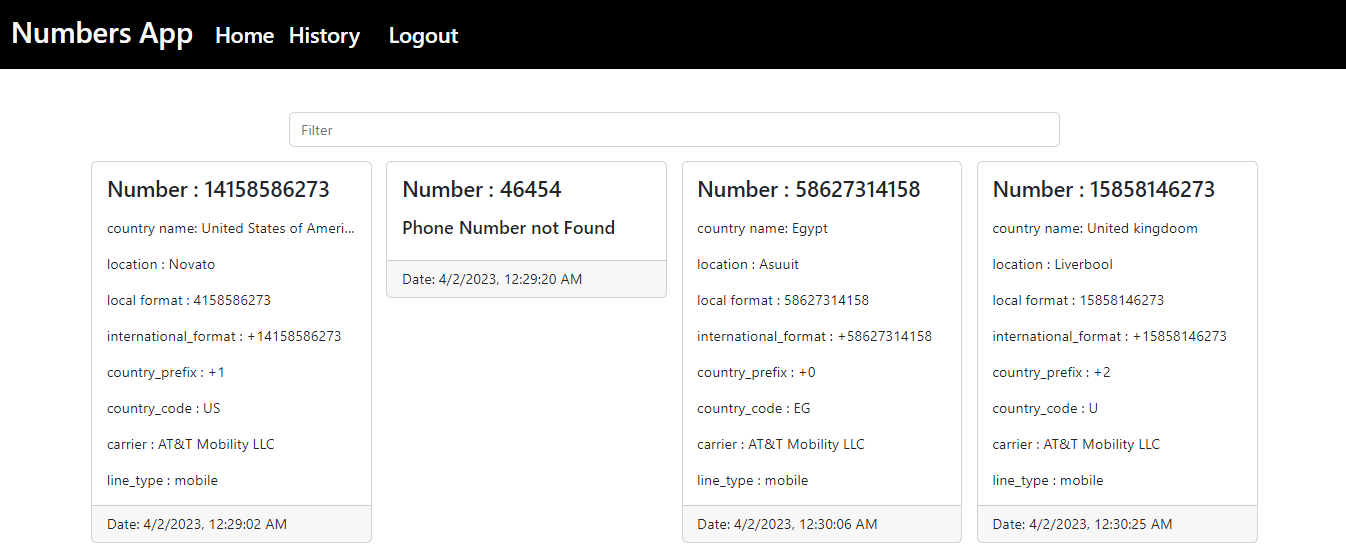 Numbers App Home History Logout
Filter
Number : 14158586273
country name: United States of Ameri...
location : Novato
local format : 4158586273
international_format : +14158586273
country_prefix : +1
country_code : US
carrier : AT&T Mobility LLC
line_type : mobile
Date: 4/2/2023, 12:29:02 AM
Number : 46454
Phone Number not Found
Date: 4/2/2023, 12:29:20 AM
Number : 58627314158
country name: Egypt
location : Asuuit
local format : 58627314158
international_format : +58627314158
country_prefix : +0
country_code : EG
carrier : AT&T Mobility LLC
line_type : mobile
Date: 4/2/2023, 12:30:06 AM
Number : 15858146273
country name: United kingdoom
location : Liverbool
local format : 15858146273
international_format : +15858146273
country_prefix : +2
country_code : U
carrier : AT&T Mobility LLC
line_type : mobile
Date: 4/2/2023, 12:30:25 AM